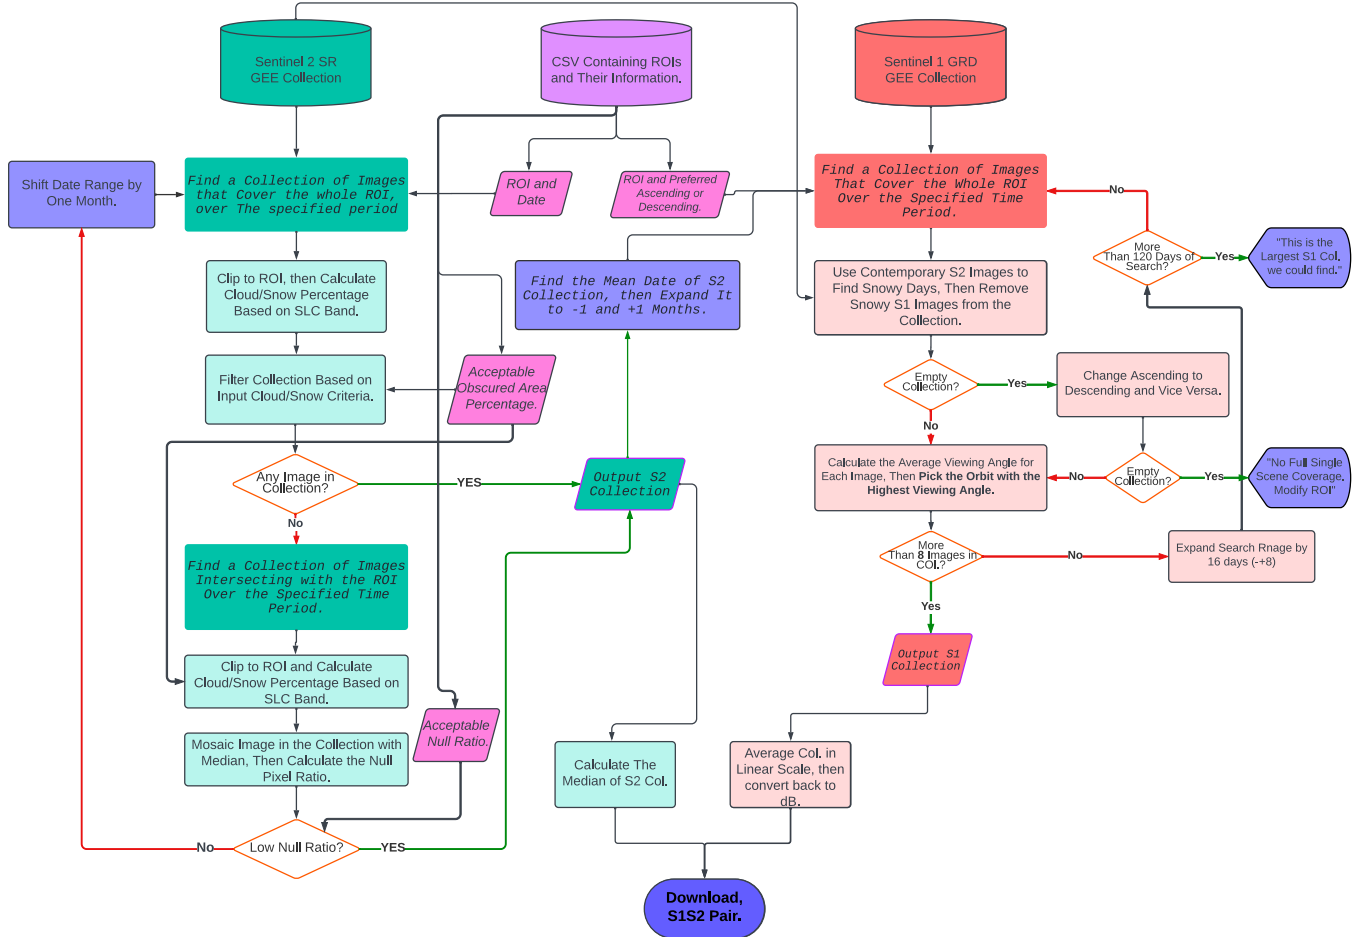 Sentinel 2 SR
GEE Collection
CSV Containing ROIs
and Their Information.
Sentinel 1 GRD
GEE Collection
Shift Date Range by
One Month.
Find a Collection of Images
that Cover the whole ROI,
over The specified period
ROI and
Date
ROI and Preferred
Ascending or
Descending.
Find a Collection of Images
That Cover the Whole ROI
Over the Specified Time
Period.
No
More
Than 120 Days of
Search?
Yes
"This is the
Largest S1 Col.
we could find."
Clip to ROI, then Calculate
Cloud/Snow Percentage
Based on SLC Band.
Find the Mean Date of S2
Collection, then Expand It
to -1 and +1 Months.
Use Contemporary S2 Images to
Find Snowy Days, Then Remove
Snowy S1 Images from the
Collection.
Filter Collection Based on
Input Cloud/Snow Criteria.
Acceptable
Obscured Area
Percentage.
Empty
Collection?
Yes
Change Ascending to
Descending and Vice Versa.
No
Any Image in
Collection?
YES
Output S2
Collection
Calculate the Average Viewing Angle for
Each Image, Then Pick the Orbit with the
Highest Viewing Angle.
No
Empty
Collection?
Yes
"No Full Single
Scene Coverage.
Modify ROI"
No
Find a Collection of Images
Intersecting with the ROI
Over the Specified Time
Period.
More
Than 8 Images in
COl.?
No
Expand Search Rnage by
16 days (-+8)
Yes
Output S1
Collection
Clip to ROI and Calculate
Cloud/Snow Percentage Based on
SLC Band.
Acceptable
Null Ratio.
Mosaic Image in the Collection with
Median, Then Calculate the Null
Pixel Ratio.
Calculate The
Median of S2 Col.
Average Col. in
Linear Scale, then
convert back to
dB.
No
Low Null Ratio?
YES
Download,
S1S2 Pair.